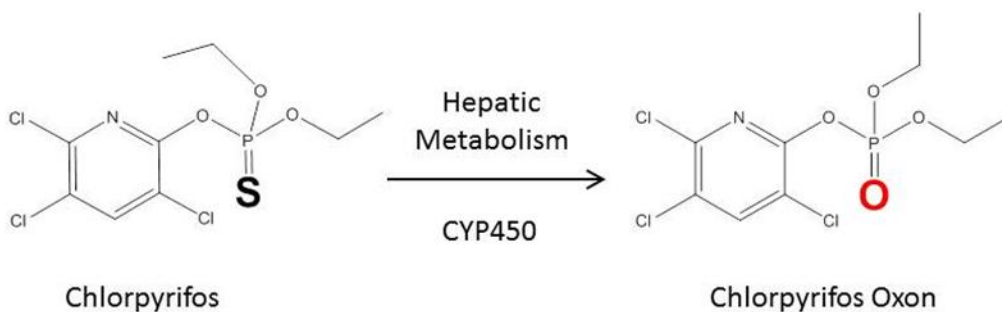 Cl
N
O
O
O
P
S
Cl
Cl
Chlorpyrifos
Hepatic
Metabolism
CYP450
Cl
N
O
O
O
P
O
Cl
Cl
Chlorpyrifos Oxon